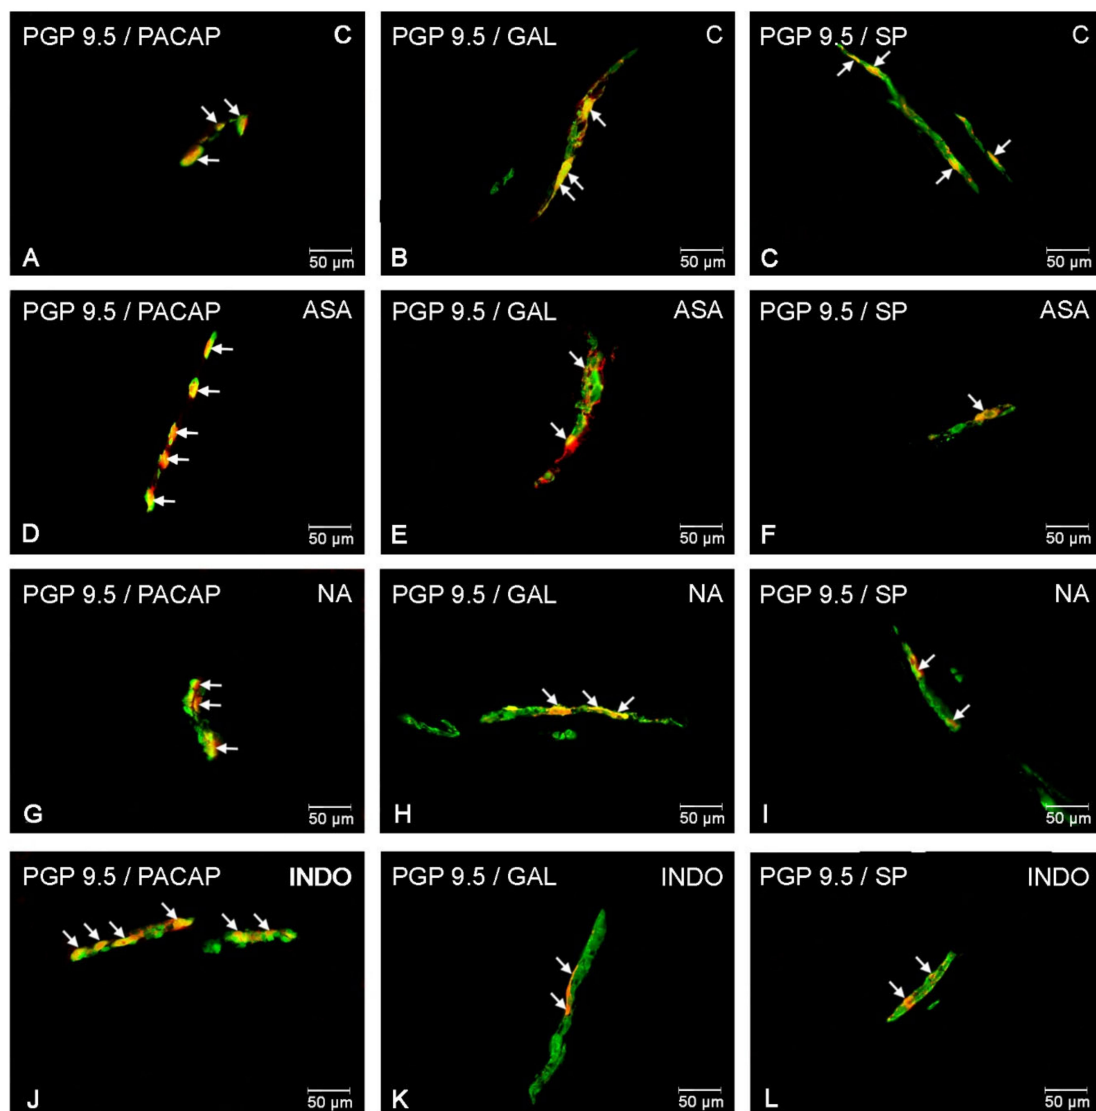 PGP 9.5 / PACAP C
50 µm
A
PGP 9.5 / GAL C
50 µm
B
PGP 9.5 / SP C
50 µm
C
PGP 9.5 / PACAP ASA
50 µm
D
PGP 9.5 / GAL ASA
50 µm
E
PGP 9.5 / SP ASA
50 µm
F
PGP 9.5 / PACAP NA
50 µm
G
PGP 9.5 / GAL NA
50 µm
H
PGP 9.5 / SP NA
50 µm
I
PGP 9.5 / PACAP INDO
50 µm
J
PGP 9.5 / GAL INDO
50 µm
K
PGP 9.5 / SP INDO
50 µm
L